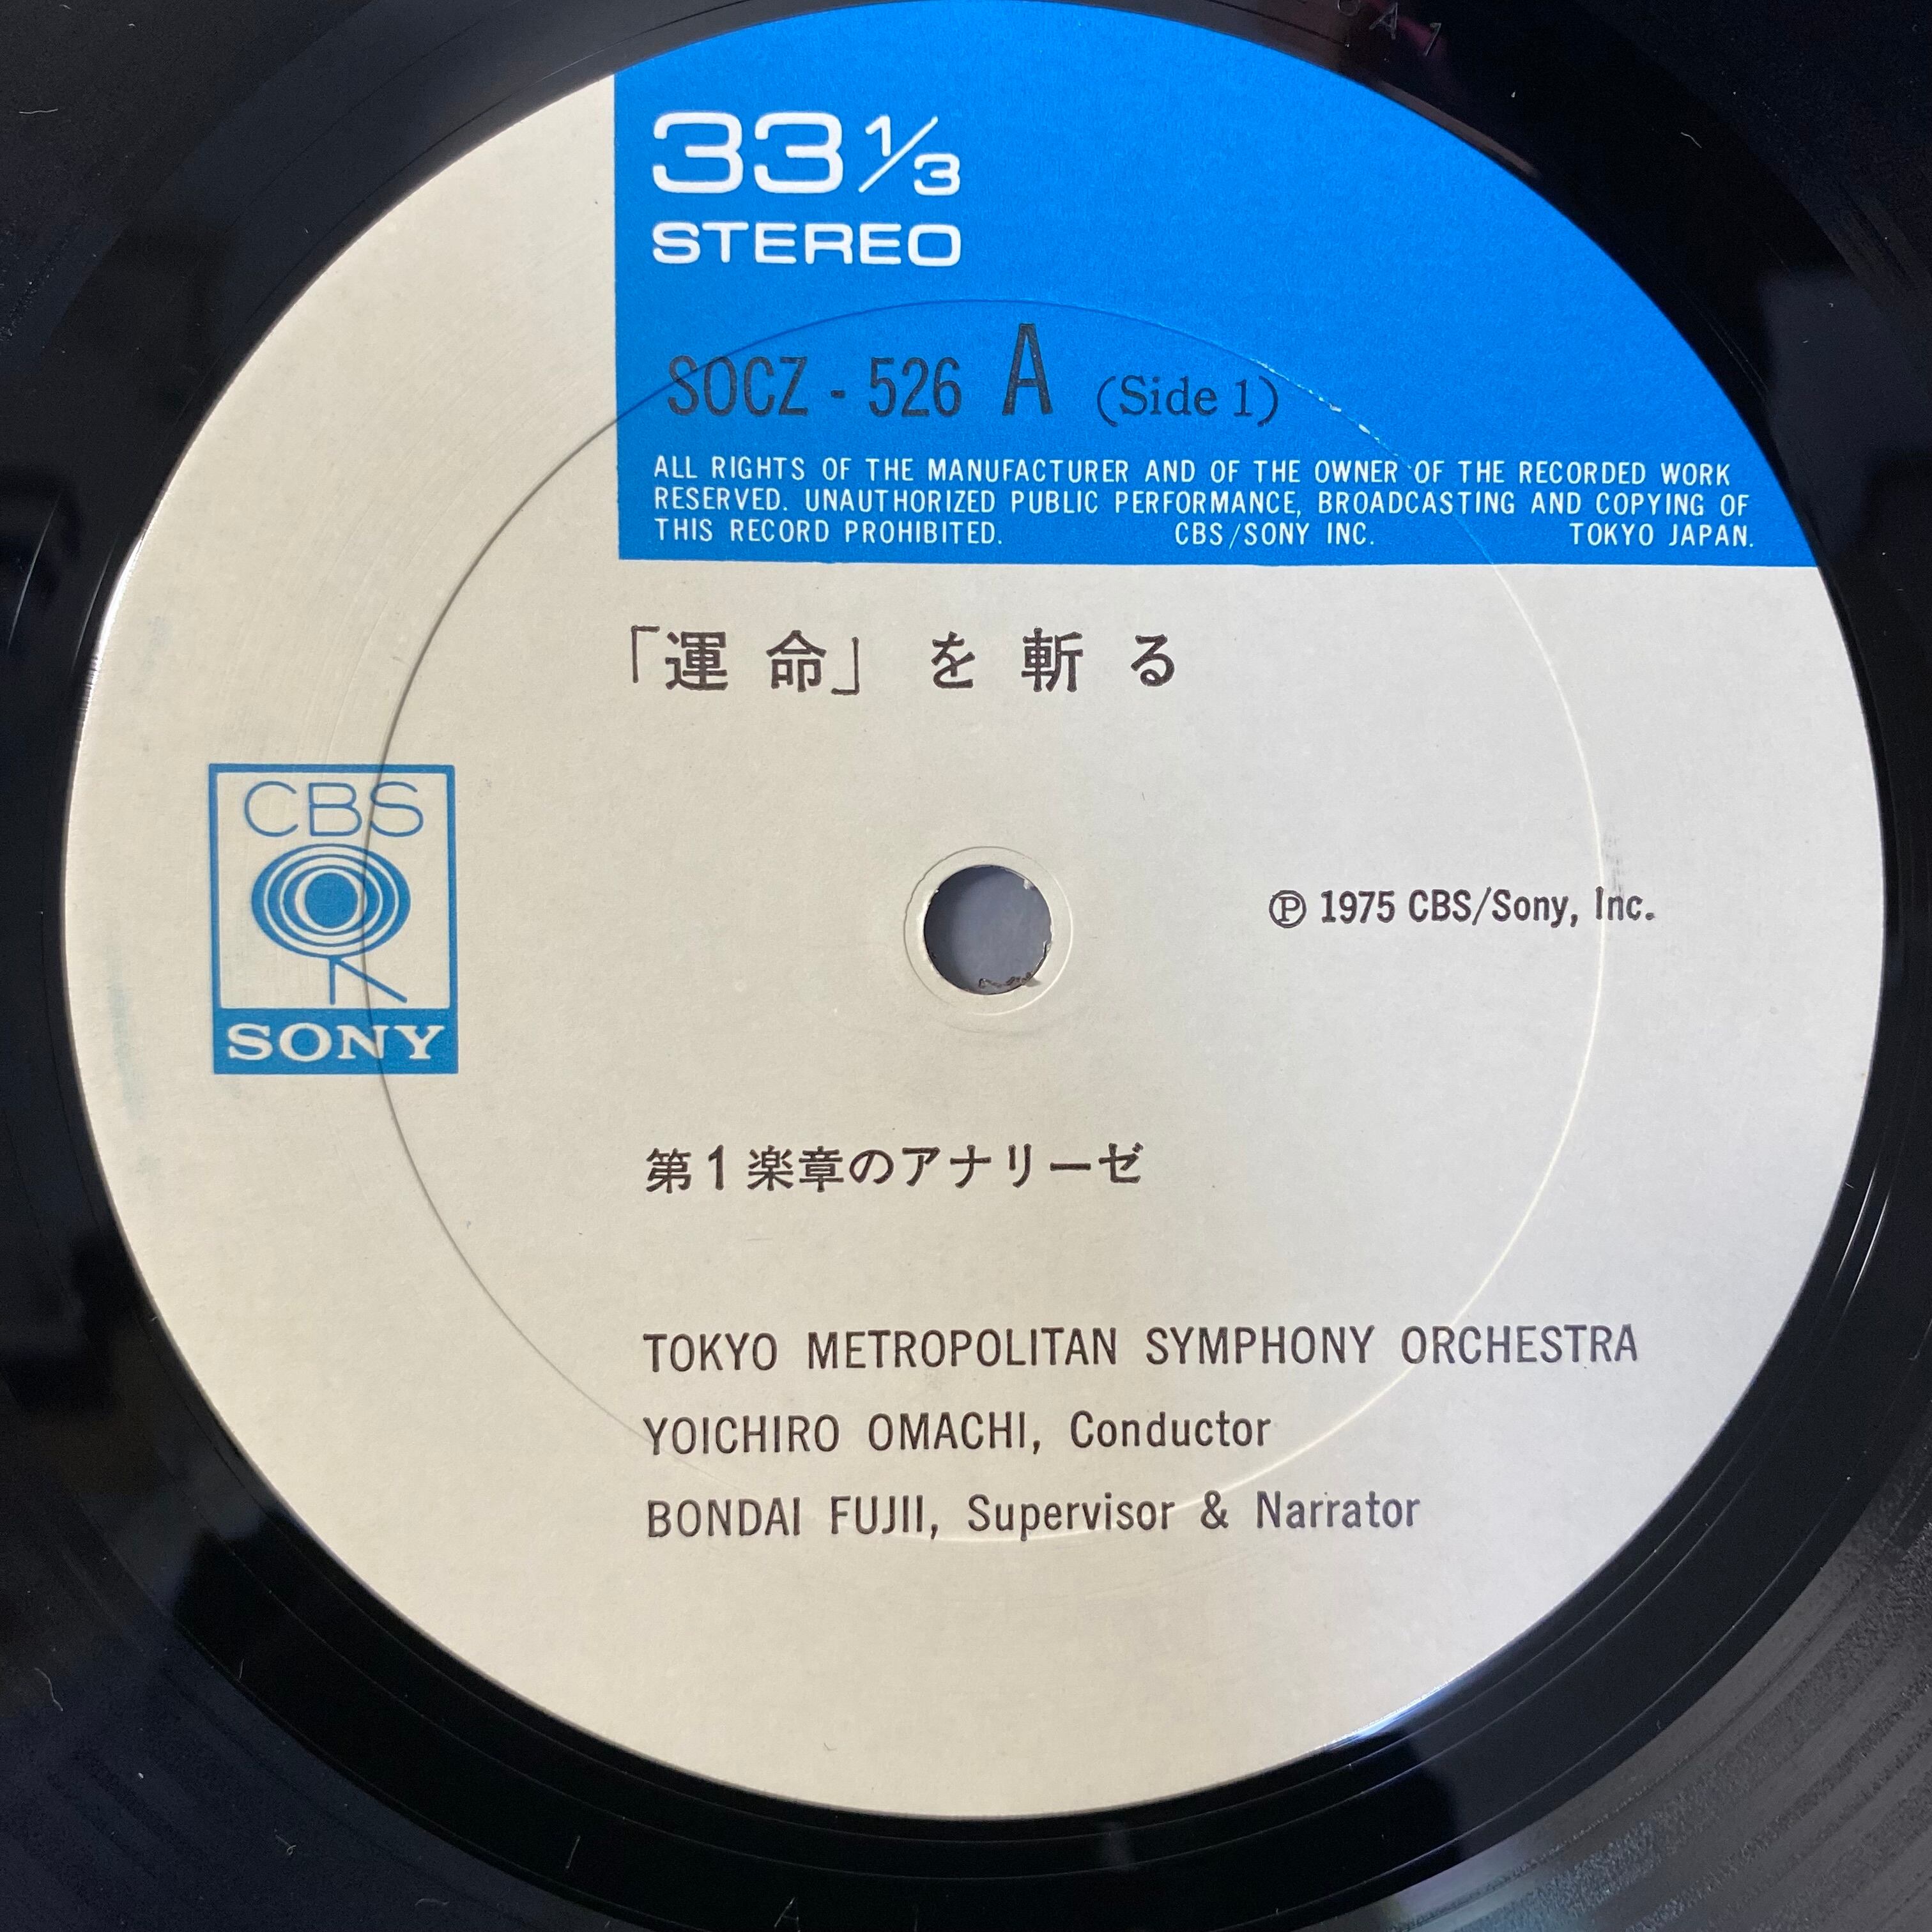 33 1/3
STEREO
SOCZ - 526 A (Side 1)
ALL RIGHTS OF THE MANUFACTURER AND OF THE OWNER OF THE RECORDED WORK
RESERVED. UNAUTHORIZED PUBLIC PERFORMANCE, BROADCASTING AND COPYING OF
THIS RECORD PROHIBITED. CBS/SONY INC. TOKYO JAPAN.
「運命」を斬る
CBS
SONY
Ⓟ 1975 CBS/Sony, Inc.
第1楽章のアナリーゼ
TOKYO METROPOLITAN SYMPHONY ORCHESTRA
YOICHIRO OMACHI, Conductor
BONDAI FUJII, Supervisor & Narrator